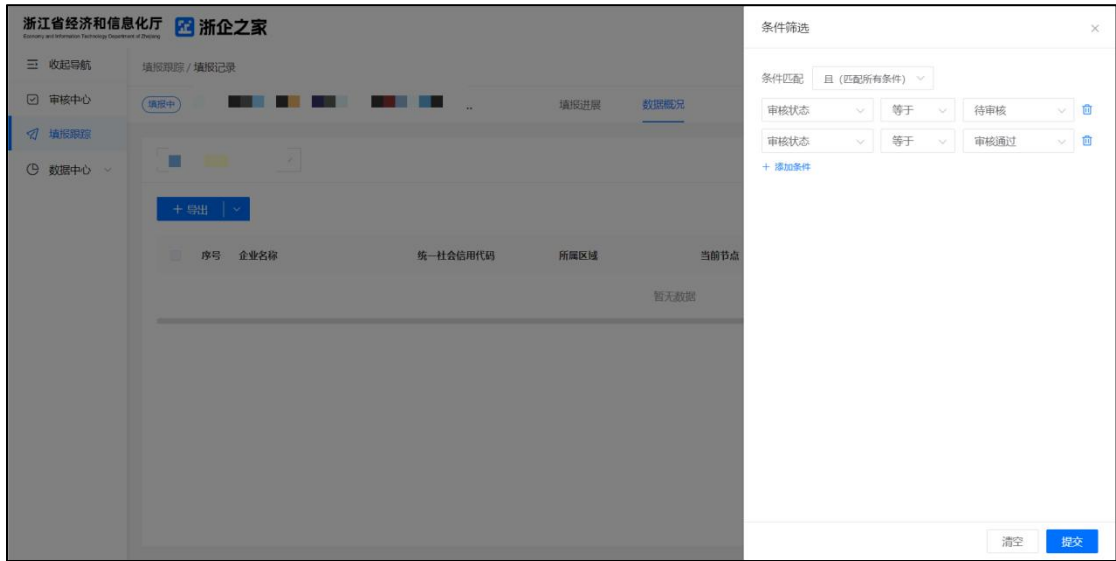 浙江省经济和信息化厅 浙企之家
Economy and Information Technology Department of Zhejiang
条件筛选
收起导航
填报跟踪 / 填报记录
条件匹配 且 (匹配所有条件)
审核中心
填报中
..
填报进展 数据概况
审核状态 等于 待审核
填报跟踪
审核状态 等于 审核通过
数据中心
+ 添加条件
+ 导出
序号 企业名称 统一社会信用代码 所属区域 当前节点
暂无数据
清空 提交